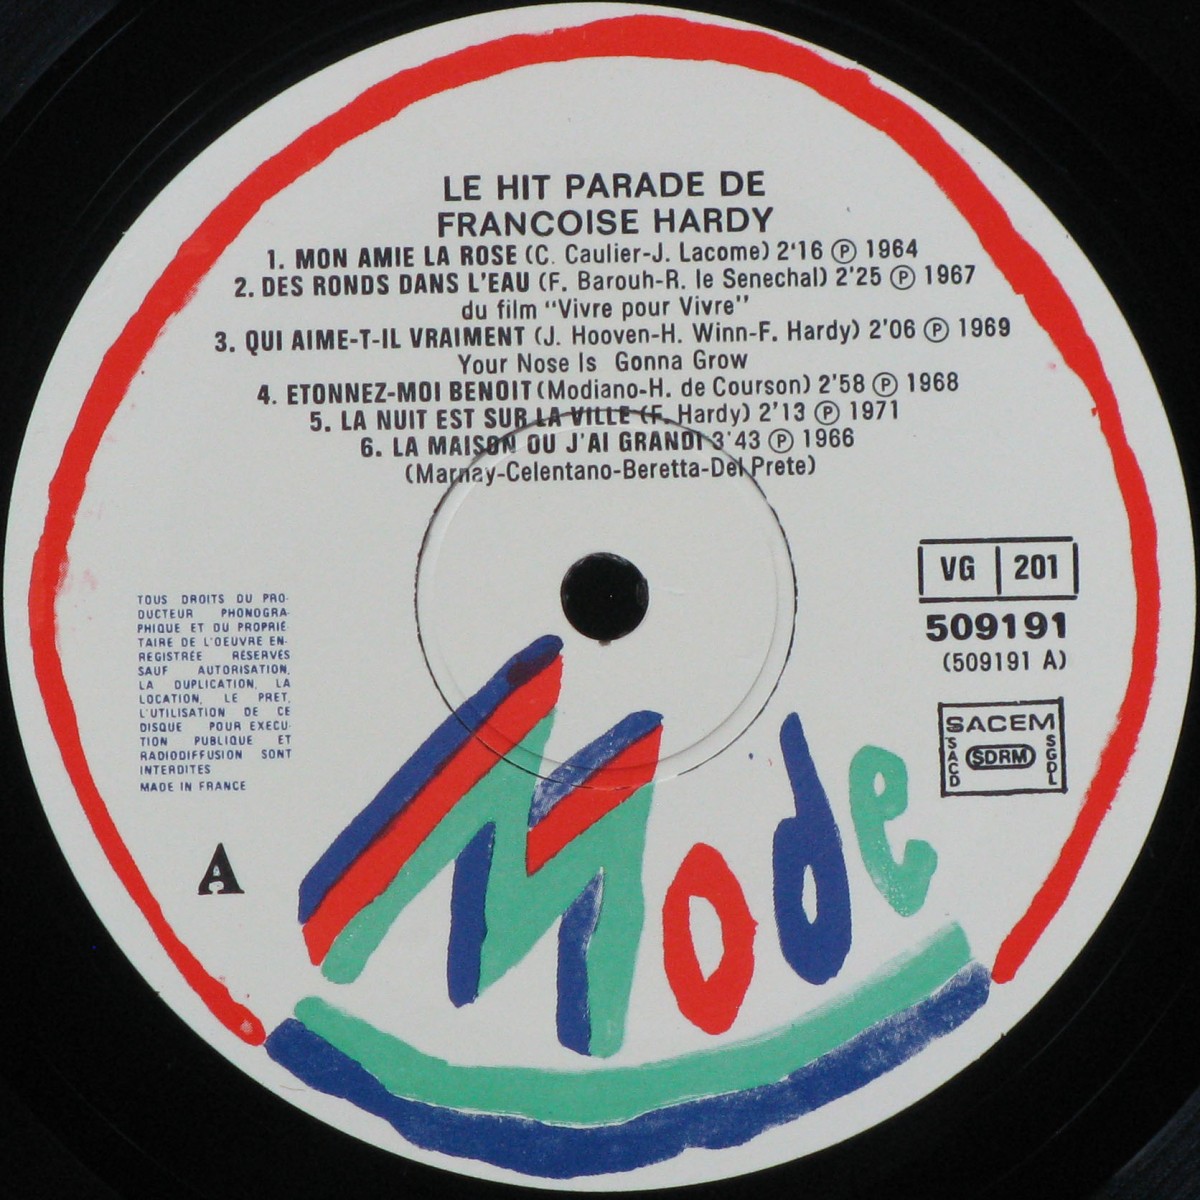 LE HIT PARADE DE
FRANCOISE HARDY
1. MON AMIE LA ROSE (C. Caulier-J. Lacome) 2'16 Ⓟ 1964
2. DES RONDS DANS L'EAU (F. Barouh-R. le Senechal) 2'25 Ⓟ 1967
du film "Vivre pour Vivre"
3. QUI AIME-T-IL VRAIMENT (J. Hooven-H. Winn-F. Hardy) 2'06 Ⓟ 1969
Your Nose Is Gonna Grow
4. ETONNEZ-MOI BENOIT (Modiano-H. de Courson) 2'58 Ⓟ 1968
5. LA NUIT EST SUR LA VILLE (F. Hardy) 2'13 Ⓟ 1971
6. LA MAISON OU J'AI GRANDI 3'43 Ⓟ 1966
(Marnay-Celentano-Beretta-Del Prete)
VG 201
509191
(509191 A)
SACEM
SACD
SDRM
SGDL
TOUS DROITS DU PRO-
DUCTEUR PHONOGRA-
PHIQUE ET DU PROPRIÉ-
TAIRE DE L'OEUVRE EN-
REGISTRÉE RÉSERVÉS
SAUF AUTORISATION,
LA DUPLICATION, LA
LOCATION, LE PRET,
L'UTILISATION DE CE
DISQUE POUR EXECU-
TION PUBLIQUE ET
RADIODIFFUSION SONT
INTERDITES
MADE IN FRANCE
A
Mode